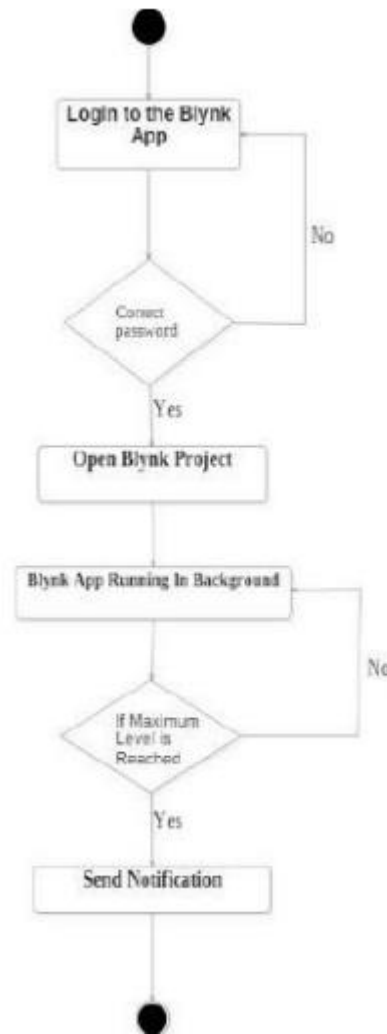 Login to the Blynk
App
No
Correct
password
Yes
Open Blynk Project
Blynk App Running In Background
No
If Maximum
Level is
Reached
Yes
Send Notification